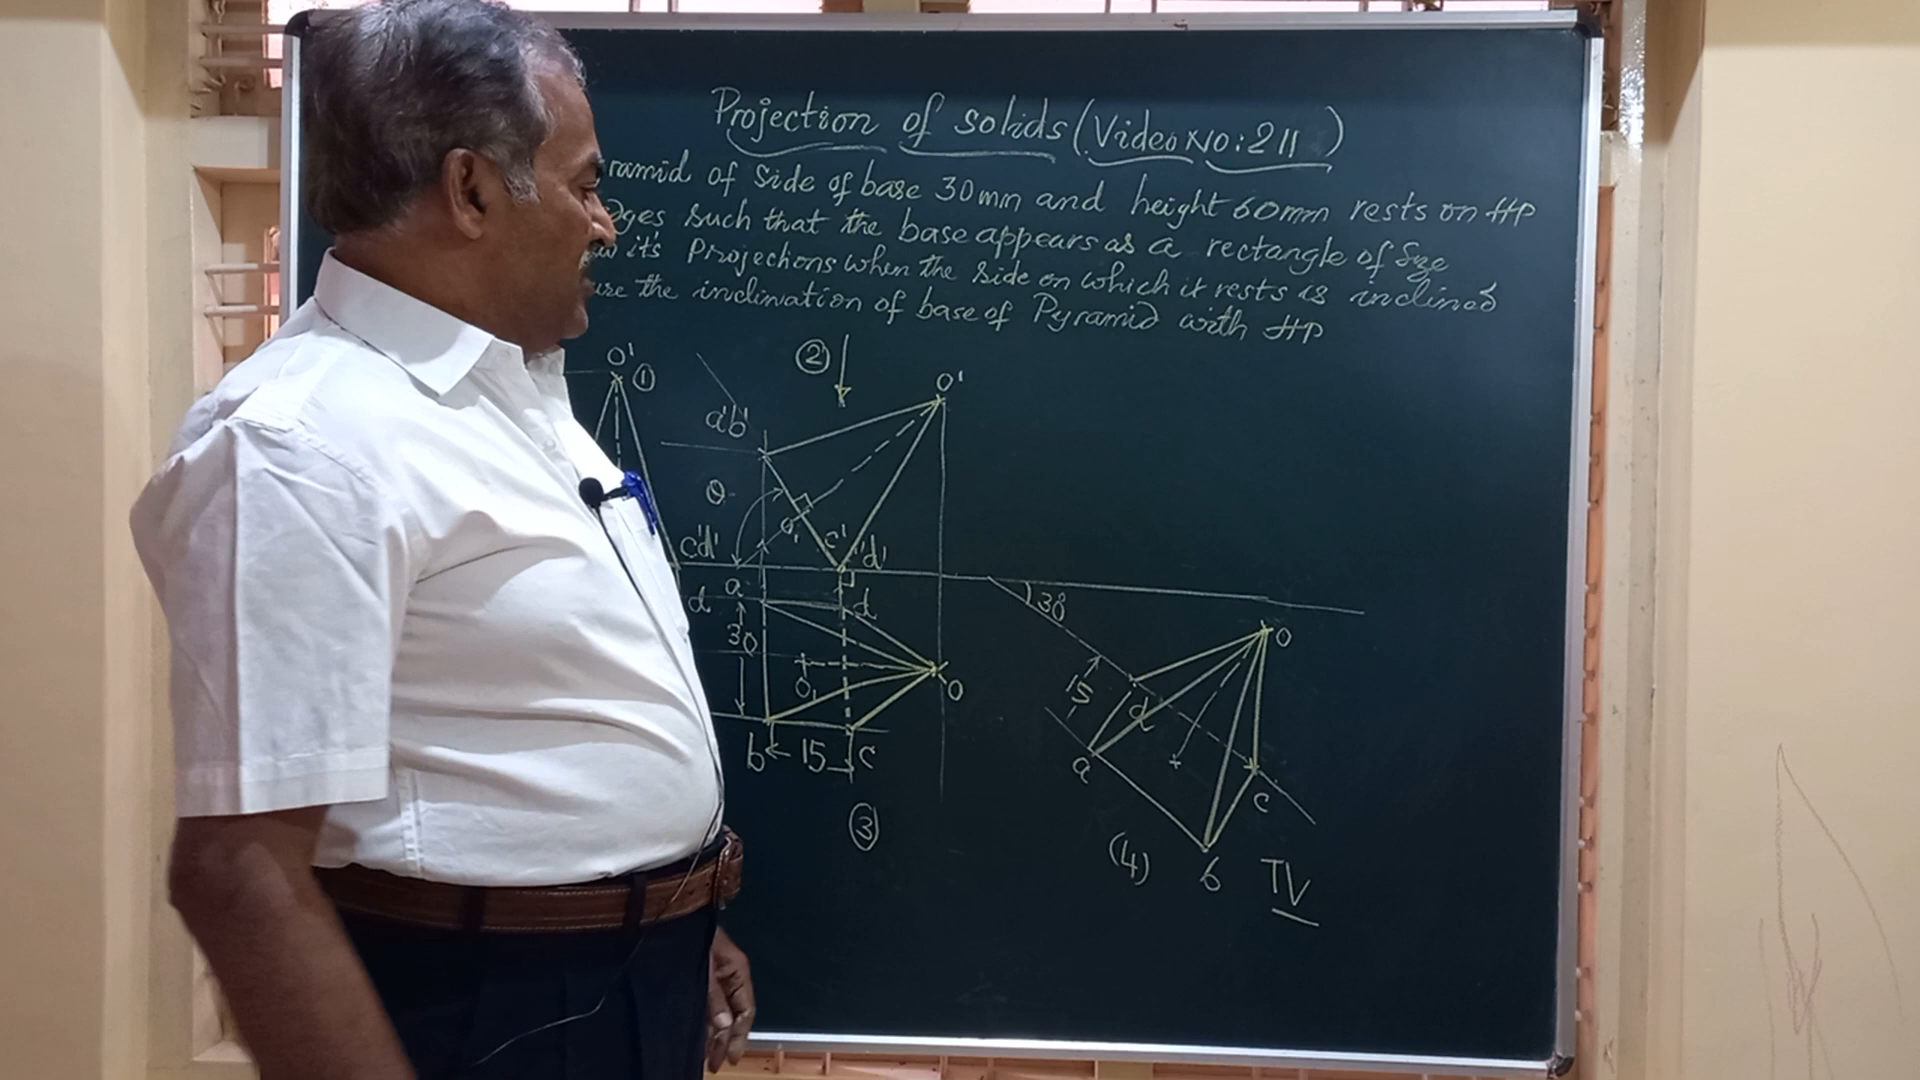 Projection of solids (Video No: 211)
ramid of side of base 30mm and height 60mm rests on HP
dges such that the base appears as a rectangle of Size
it's Projections when the side on which it rests is inclined
ure the inclination of base of Pyramid with HP
O' ①
②
O'
a'b'
θ
O₁'
c'd' c' d'
a
d d
30 30°
O
O₁ O
15
d
b 15 c
a c
③
(4) b TV